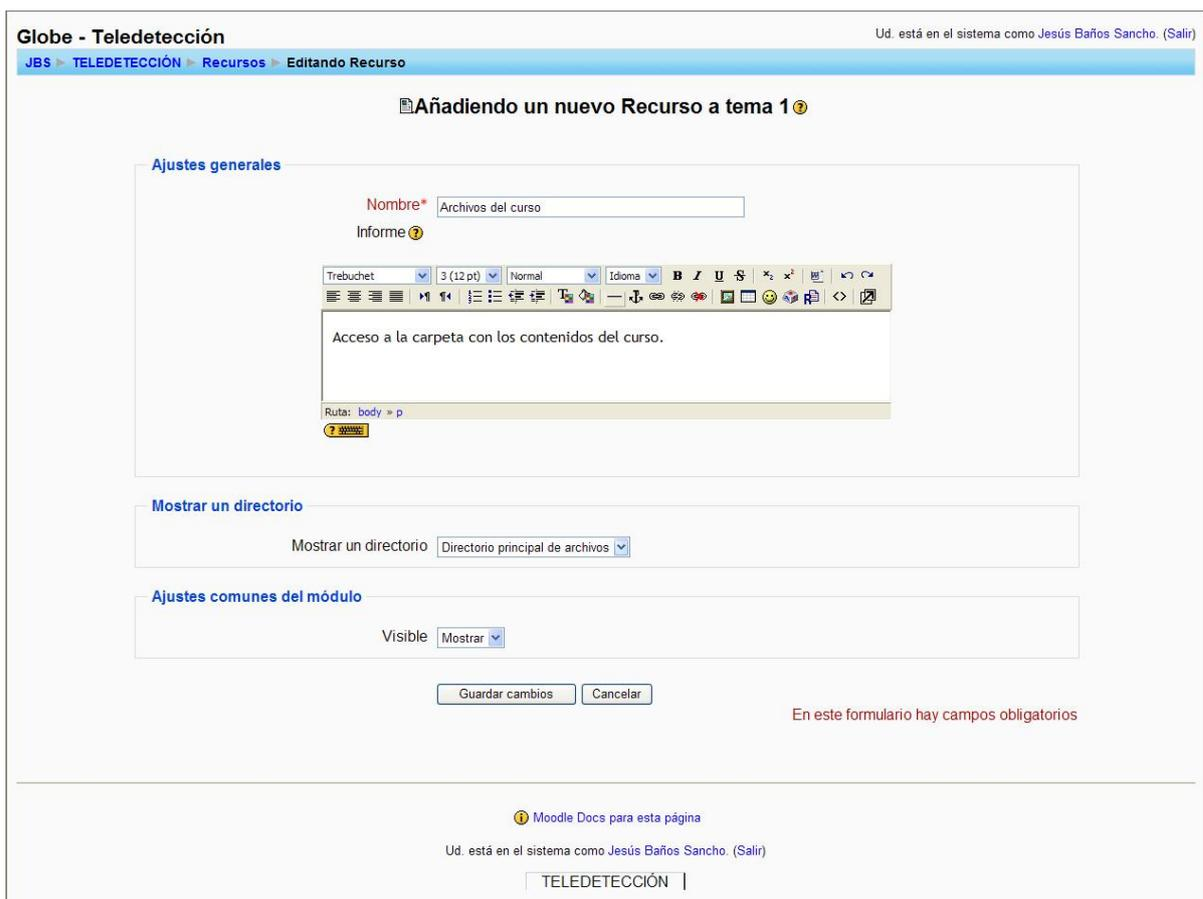 Globe - Teledetección
Ud. está en el sistema como Jesús Baños Sancho. (Salir)
JBS ► TELEDETECCIÓN ► Recursos ► Editando Recurso
Añadiendo un nuevo Recurso a tema 1
Ajustes generales
Nombre* Archivos del curso
Informe
Trebuchet 3 (12 pt) Normal Idioma B I U S x₂ x²
Acceso a la carpeta con los contenidos del curso.
Ruta: body » p
Mostrar un directorio
Mostrar un directorio Directorio principal de archivos
Ajustes comunes del módulo
Visible Mostrar
Guardar cambios Cancelar
En este formulario hay campos obligatorios
Moodle Docs para esta página
Ud. está en el sistema como Jesús Baños Sancho. (Salir)
TELEDETECCIÓN